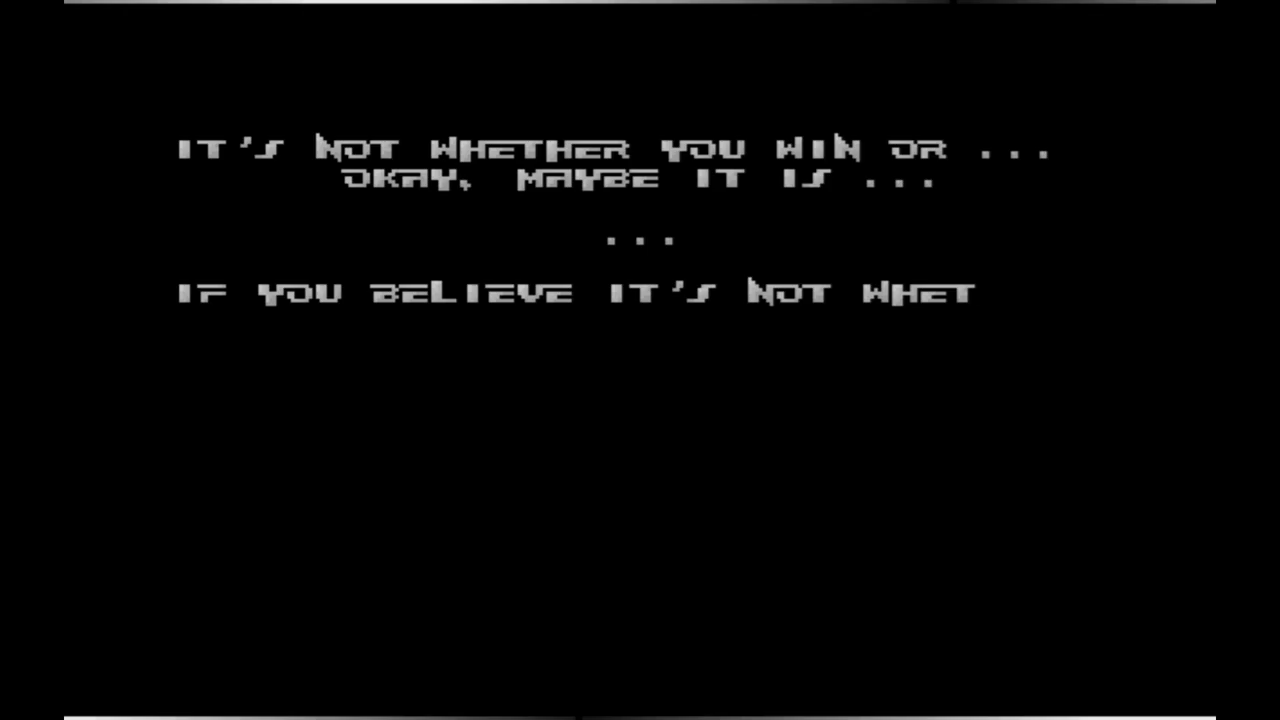 IT'S NOT WHETHER YOU WIN OR ...
OKAY, MAYBE IT IS ...
...
IF YOU BELIEVE IT'S NOT WHET